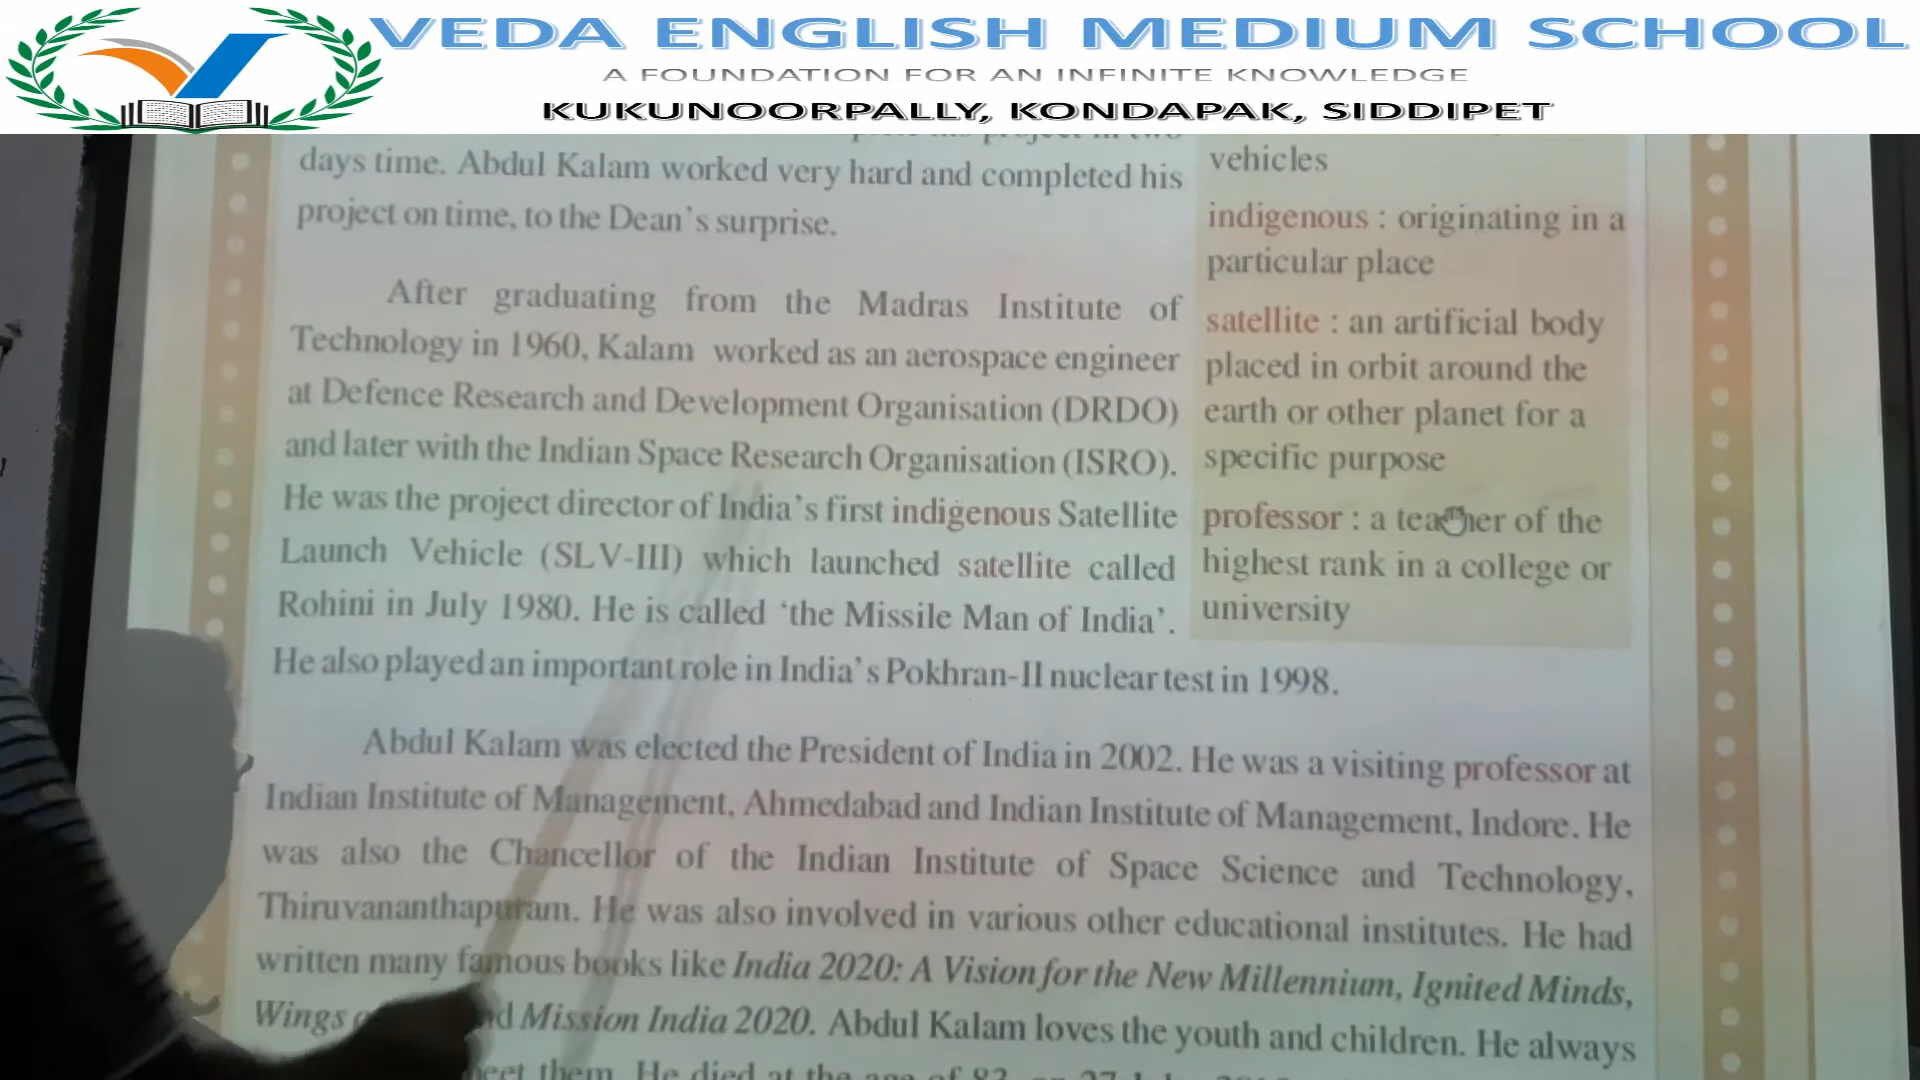 VEDA ENGLISH MEDIUM SCHOOL
A FOUNDATION FOR AN INFINITE KNOWLEDGE
KUKUNOORPALLY, KONDAPAK, SIDDIPET
days time. Abdul Kalam worked very hard and completed his
project on time, to the Dean's surprise.
After graduating from the Madras Institute of
Technology in 1960, Kalam worked as an aerospace engineer
at Defence Research and Development Organisation (DRDO)
and later with the Indian Space Research Organisation (ISRO).
He was the project director of India's first indigenous Satellite
Launch Vehicle (SLV-III) which launched satellite called
Rohini in July 1980. He is called 'the Missile Man of India'.
He also played an important role in India's Pokhran-II nuclear test in 1998.
vehicles
indigenous : originating in a
particular place
satellite : an artificial body
placed in orbit around the
earth or other planet for a
specific purpose
professor : a teacher of the
highest rank in a college or
university
Abdul Kalam was elected the President of India in 2002. He was a visiting professor at
Indian Institute of Management, Ahmedabad and Indian Institute of Management, Indore. He
was also the Chancellor of the Indian Institute of Space Science and Technology,
Thiruvananthapuram. He was also involved in various other educational institutes. He had
written many famous books like India 2020: A Vision for the New Millennium, Ignited Minds,
Wings Mission India 2020. Abdul Kalam loves the youth and children. He always
them. He died at the age of 83, on 27